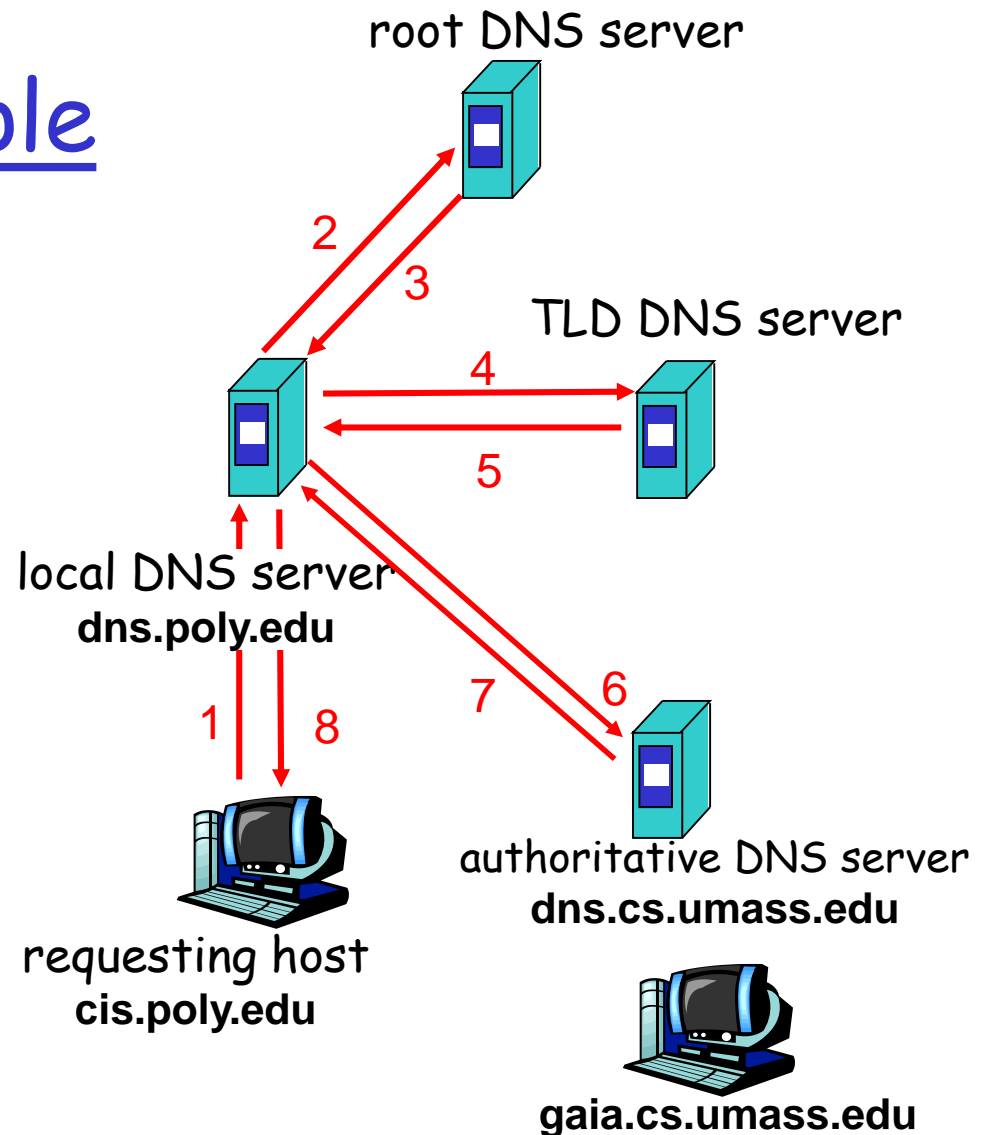 root DNS server
ple
2
3
TLD DNS server
4
5
local DNS server
dns.poly.edu
7
6
1
8
authoritative DNS server
dns.cs.umass.edu
requesting host
cis.poly.edu
gaia.cs.umass.edu